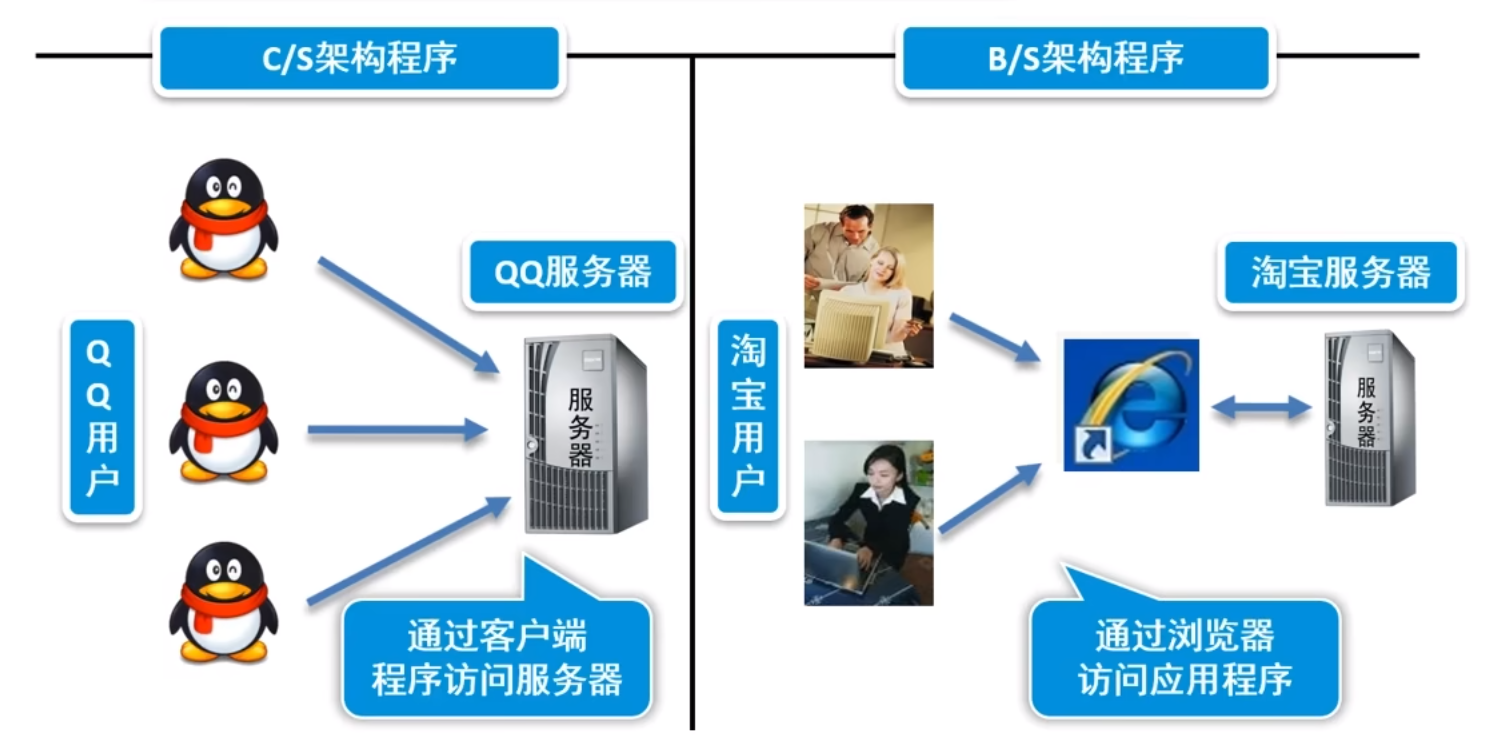 C/S架构程序
B/S架构程序
QQ服务器
QQ用户
服务器
通过客户端
程序访问服务器
淘宝服务器
淘宝用户
服务器
通过浏览器
访问应用程序